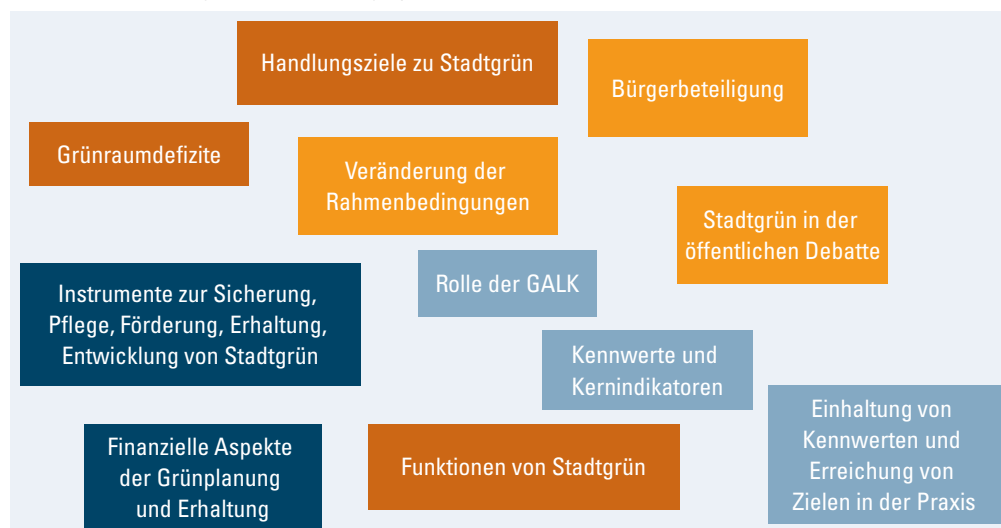 Handlungsziele zu Stadtgrün
Bürgerbeteiligung
Grünraumdefizite
Veränderung der
Rahmenbedingungen
Stadtgrün in der
öffentlichen Debatte
Rolle der GALK
Instrumente zur Sicherung,
Pflege, Förderung, Erhaltung,
Entwicklung von Stadtgrün
Kennwerte und
Kernindikatoren
Einhaltung von
Kennwerten und
Erreichung von
Zielen in der Praxis
Finanzielle Aspekte
der Grünplanung
und Erhaltung
Funktionen von Stadtgrün